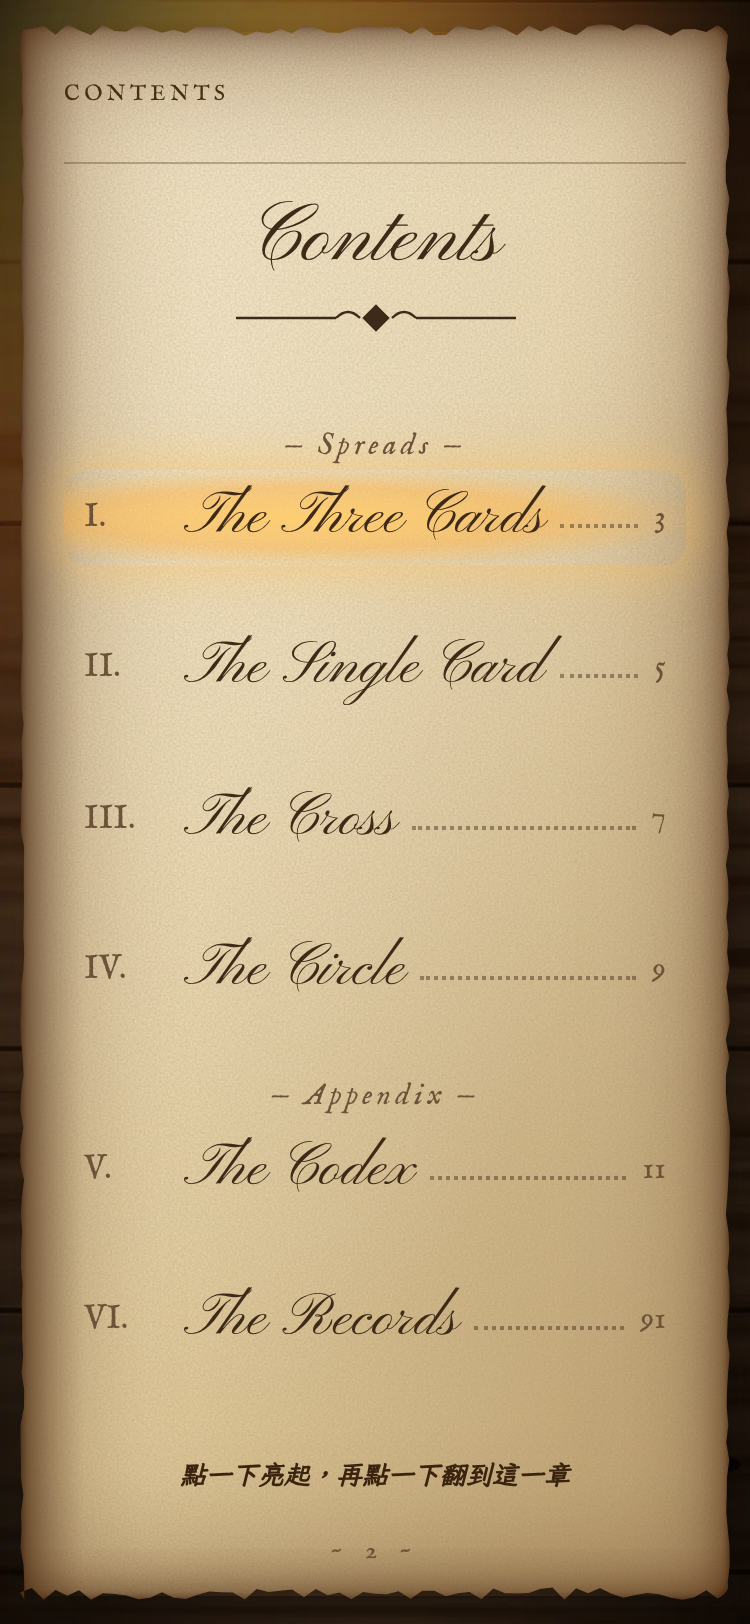 CONTENTS
Contents
– Spreads –
I. The Three Cards ........ 3
II. The Single Card ........ 5
III. The Cross ........ 7
IV. The Circle ........ 9
– Appendix –
V. The Codex ........ 11
VI. The Records ........ 91
點一下亮起，再點一下翻到這一章
~ 2 ~